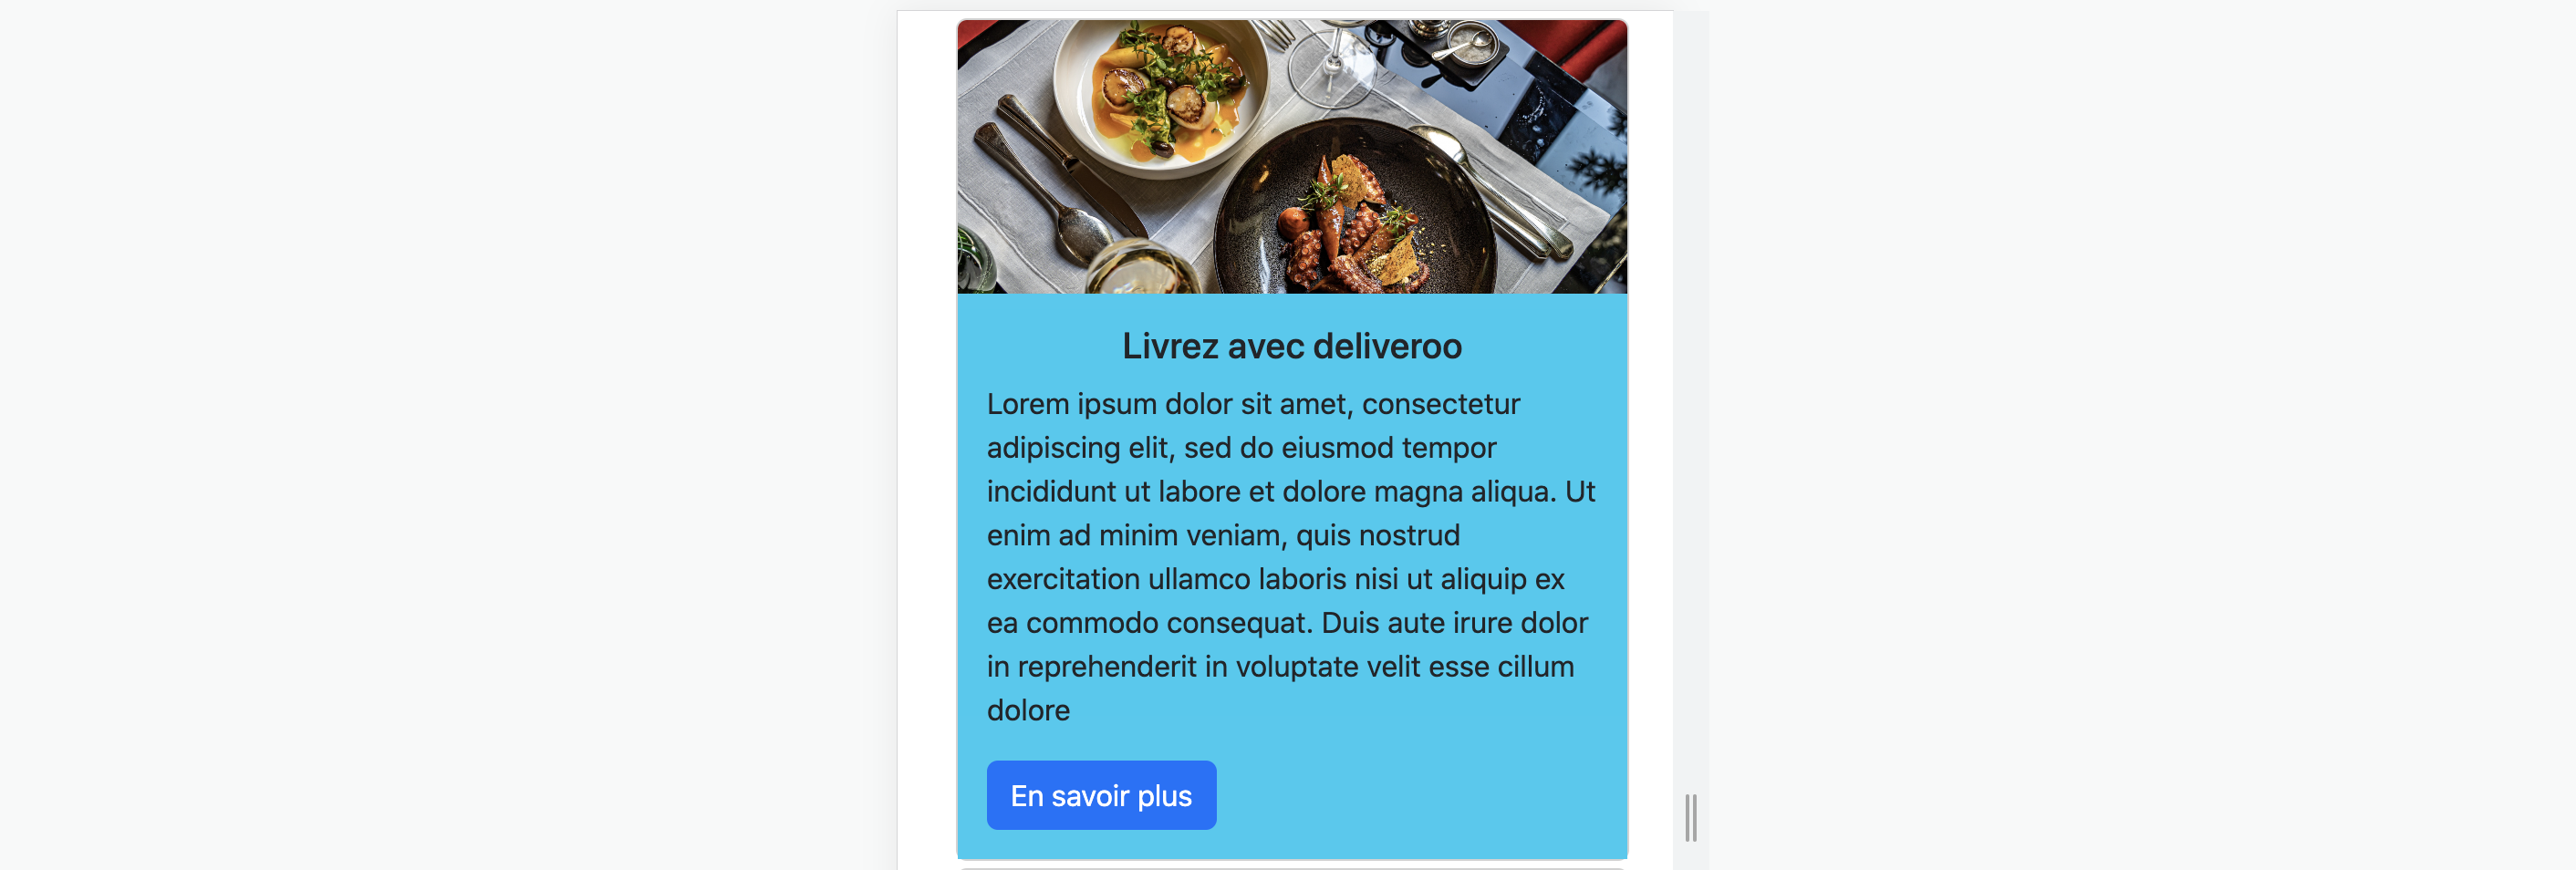 Livrez avec deliveroo
Lorem ipsum dolor sit amet, consectetur
adipiscing elit, sed do eiusmod tempor
incididunt ut labore et dolore magna aliqua. Ut
enim ad minim veniam, quis nostrud
exercitation ullamco laboris nisi ut aliquip ex
ea commodo consequat. Duis aute irure dolor
in reprehenderit in voluptate velit esse cillum
dolore
En savoir plus